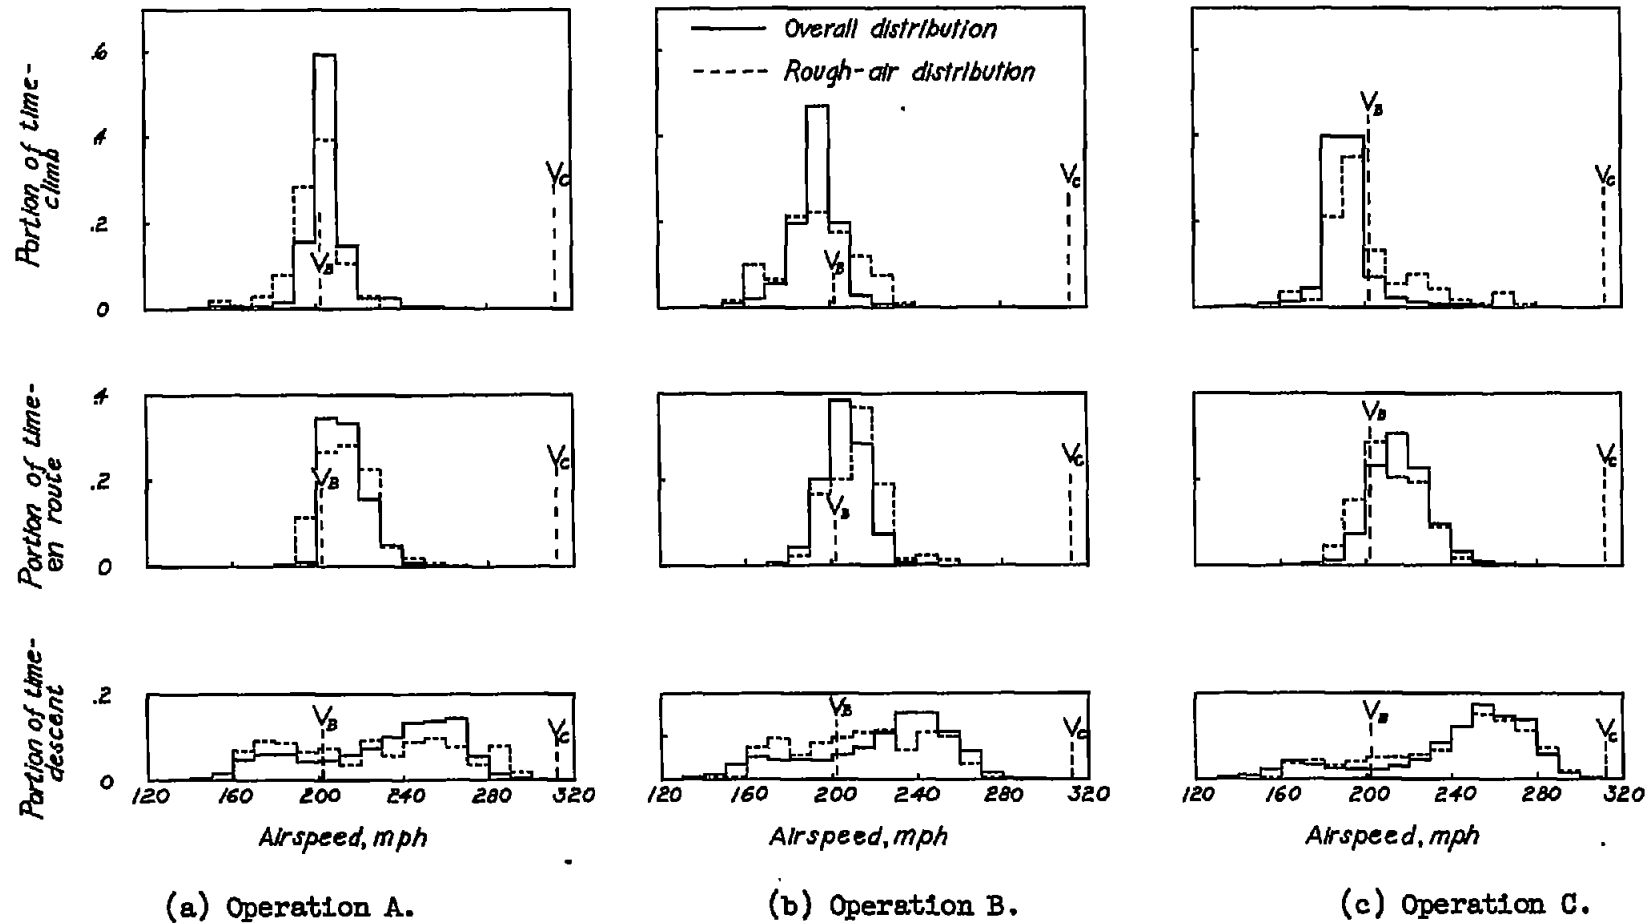 Overall distribution
Rough-air distribution
Portion of time-
climb
.6
.4
.2
0
V_B
V_C
V_B
V_C
V_B
V_C
Portion of time-
en route
.4
.2
0
V_B
V_C
V_B
V_C
V_B
V_C
Portion of time-
descent
.2
0
V_B
V_C
V_B
V_C
V_B
V_C
120 160 200 240 280 320
120 160 200 240 280 320
120 160 200 240 280 320
Airspeed, mph
Airspeed, mph
Airspeed, mph
(a) Operation A.
(b) Operation B.
(c) Operation C.